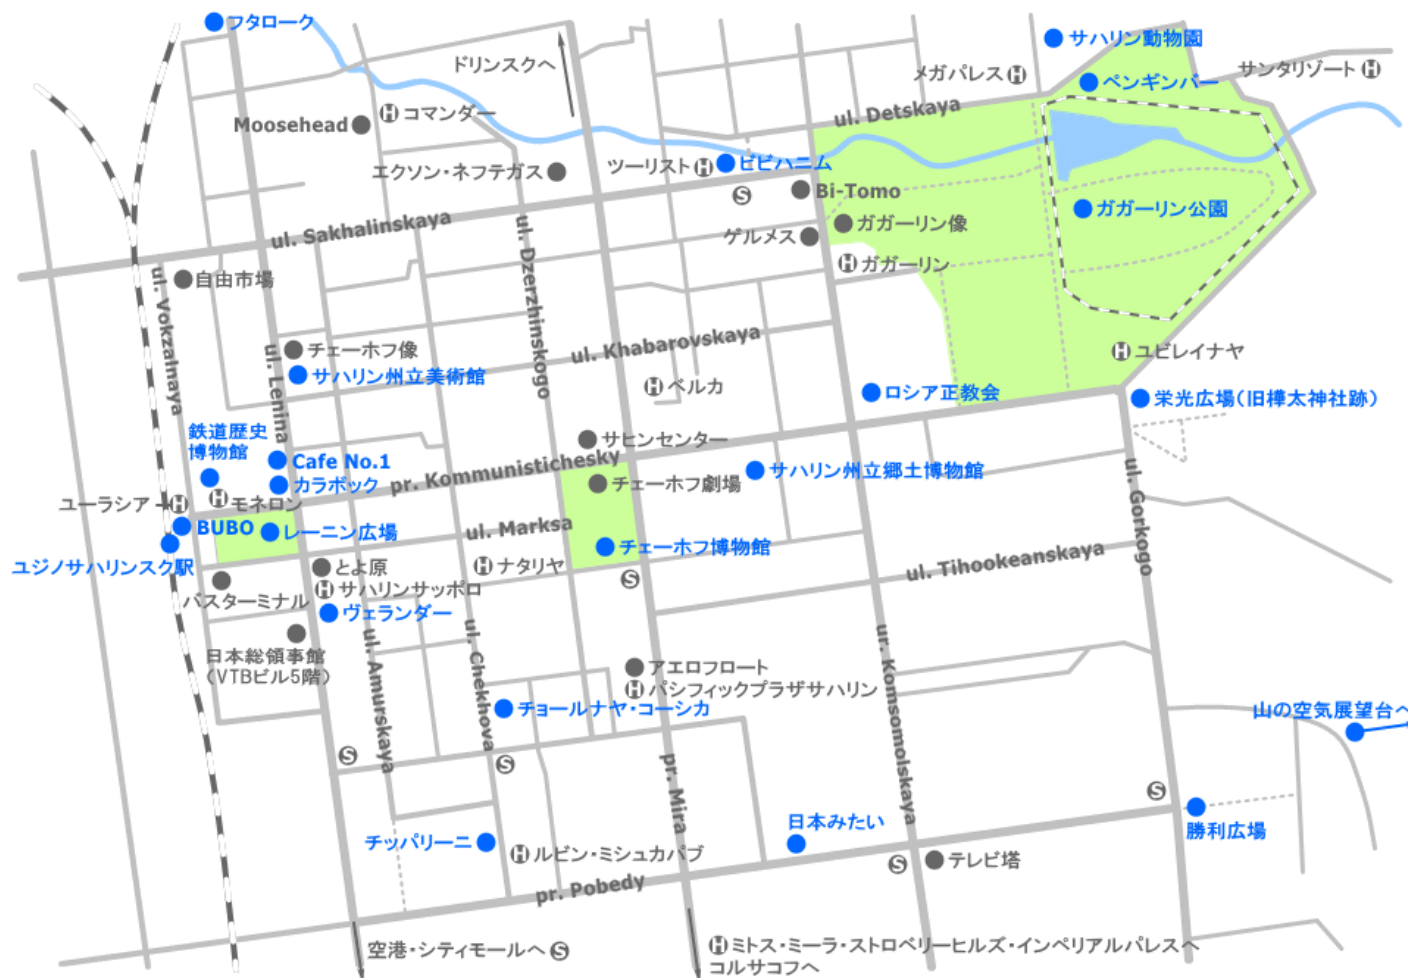 フタローク
サハリン動物園
ドリンスクへ
メガパレス H
サンタリゾート H
ペンギンバー
H コマンダー
ul. Detskaya
Moosehead
エクソン・ネフテガス
ツーリスト H
ビビハニム
S
Bi-Tomo
ガガーリン公園
ul. Sakhalinskaya
ul. Dzerzhinskogo
ガガーリン像
ゲルメス
H ガガーリン
自由市場
ul. Vokzalnaya
ul. Lenina
チェーホフ像
ul. Khabarovskaya
H ユビレイナヤ
サハリン州立美術館
H ベルカ
ロシア正教会
栄光広場(旧樺太神社跡)
鉄道歴史
博物館
サヒンセンター
Cafe No.1
pr. Kommunistichesky
サハリン州立郷土博物館
カラボック
チェーホフ劇場
ul. Gorkogo
ユーラシア H
H モネロン
BUBO
レーニン広場
ul. Marksa
チェーホフ博物館
ul. Tihookeanskaya
ユジノサハリンスク駅
とよ原
H ナタリヤ
S
バスターミナル
H サハリンサッポロ
ヴェランダー
ul. Amurskaya
ul. Chekhova
ur. Komsomolskaya
日本総領事館
(VTBビル5階)
アエロフロート
H パシフィックプラザサハリン
チョールナヤ・コーシカ
山の空気展望台へ
S
S
pr. Mira
S
チッパリーニ
日本みたい
勝利広場
H ルビン・ミシュカパブ
S
テレビ塔
pr. Pobedy
空港・シティモールへ S
H ミトス・ミーラ・ストロベリーヒルズ・インペリアルパレスへ
コルサコフへ